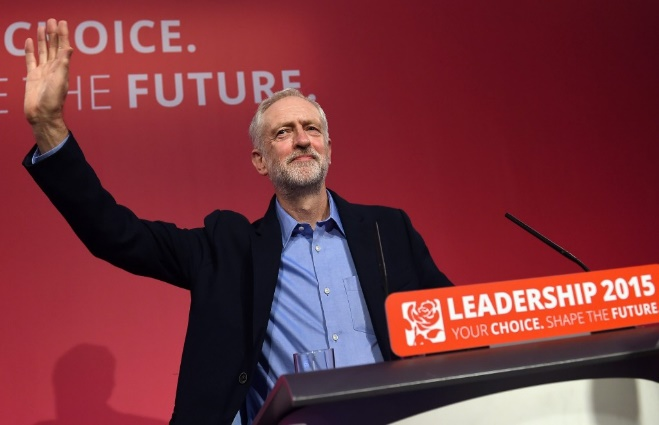 CHOICE.
THE FUTURE.
LEADERSHIP 2015
YOUR CHOICE. SHAPE THE FUTURE.